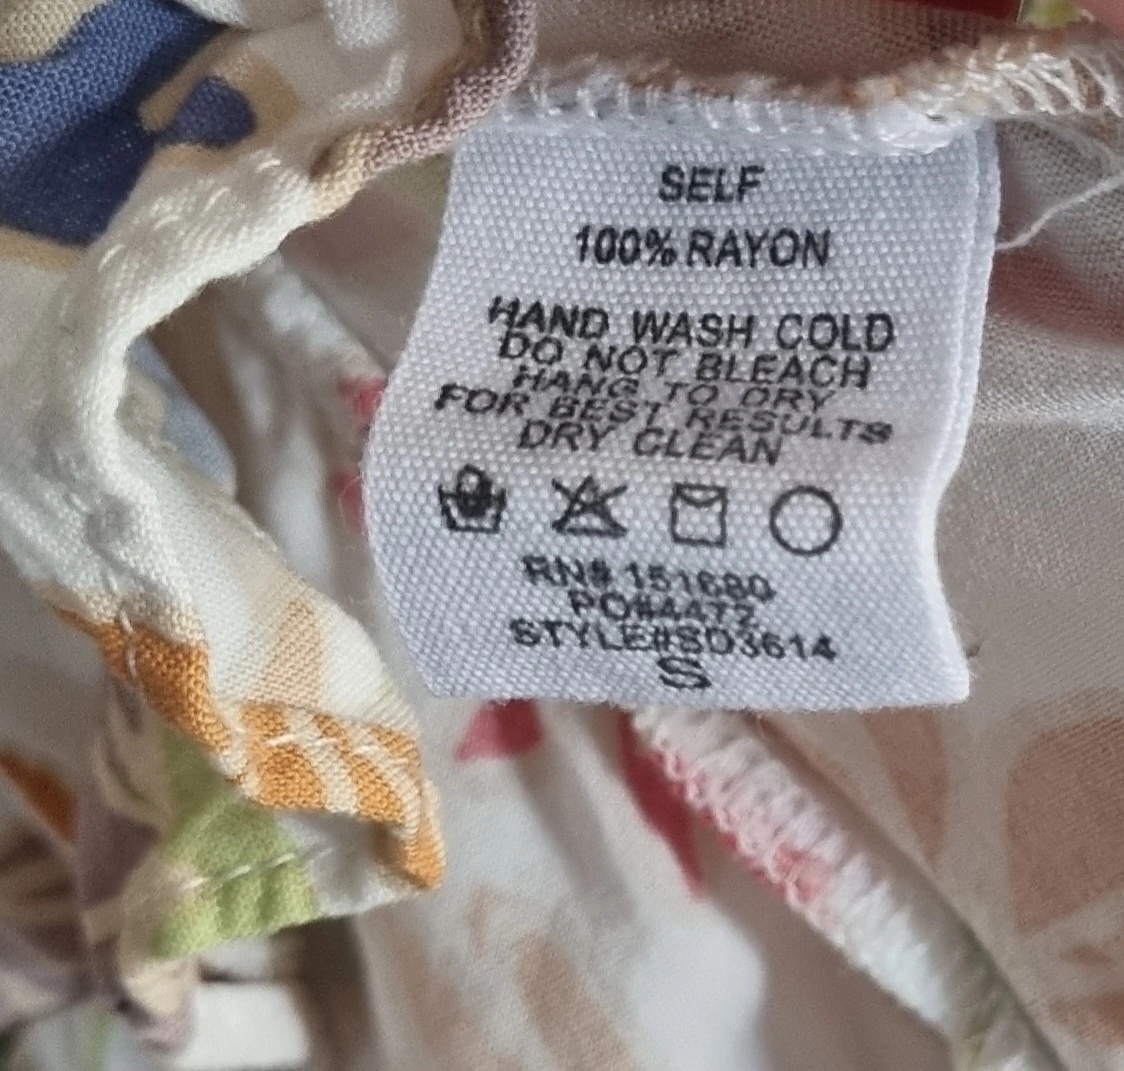 SELF
100% RAYON
HAND WASH COLD
DO NOT BLEACH
HANG TO DRY
FOR BEST RESULTS
DRY CLEAN
RN# 151680
PO#4472
STYLE#SD3614
S